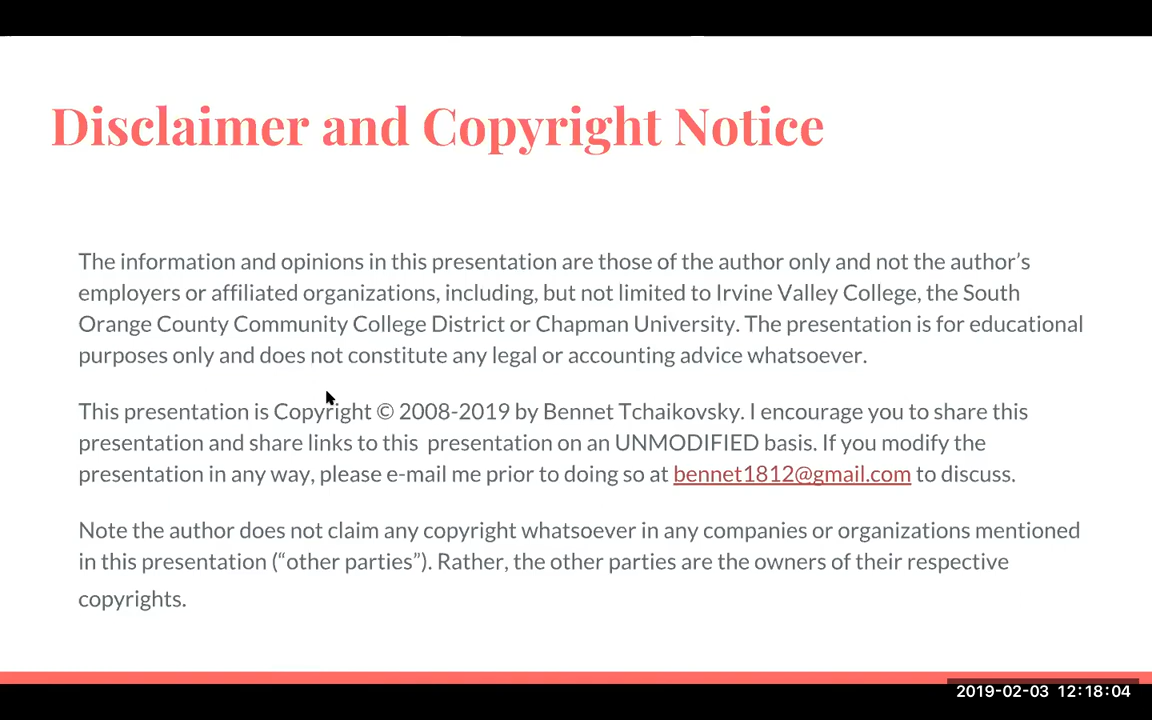 Disclaimer and Copyright Notice
The information and opinions in this presentation are those of the author only and not the author's
employers or affiliated organizations, including, but not limited to Irvine Valley College, the South
Orange County Community College District or Chapman University. The presentation is for educational
purposes only and does not constitute any legal or accounting advice whatsoever.
This presentation is Copyright © 2008-2019 by Bennet Tchaikovsky. I encourage you to share this
presentation and share links to this  presentation on an UNMODIFIED basis. If you modify the
presentation in any way, please e-mail me prior to doing so at bennet1812@gmail.com to discuss.
Note the author does not claim any copyright whatsoever in any companies or organizations mentioned
in this presentation (“other parties”). Rather, the other parties are the owners of their respective
copyrights.
2019-02-03 12:18:04